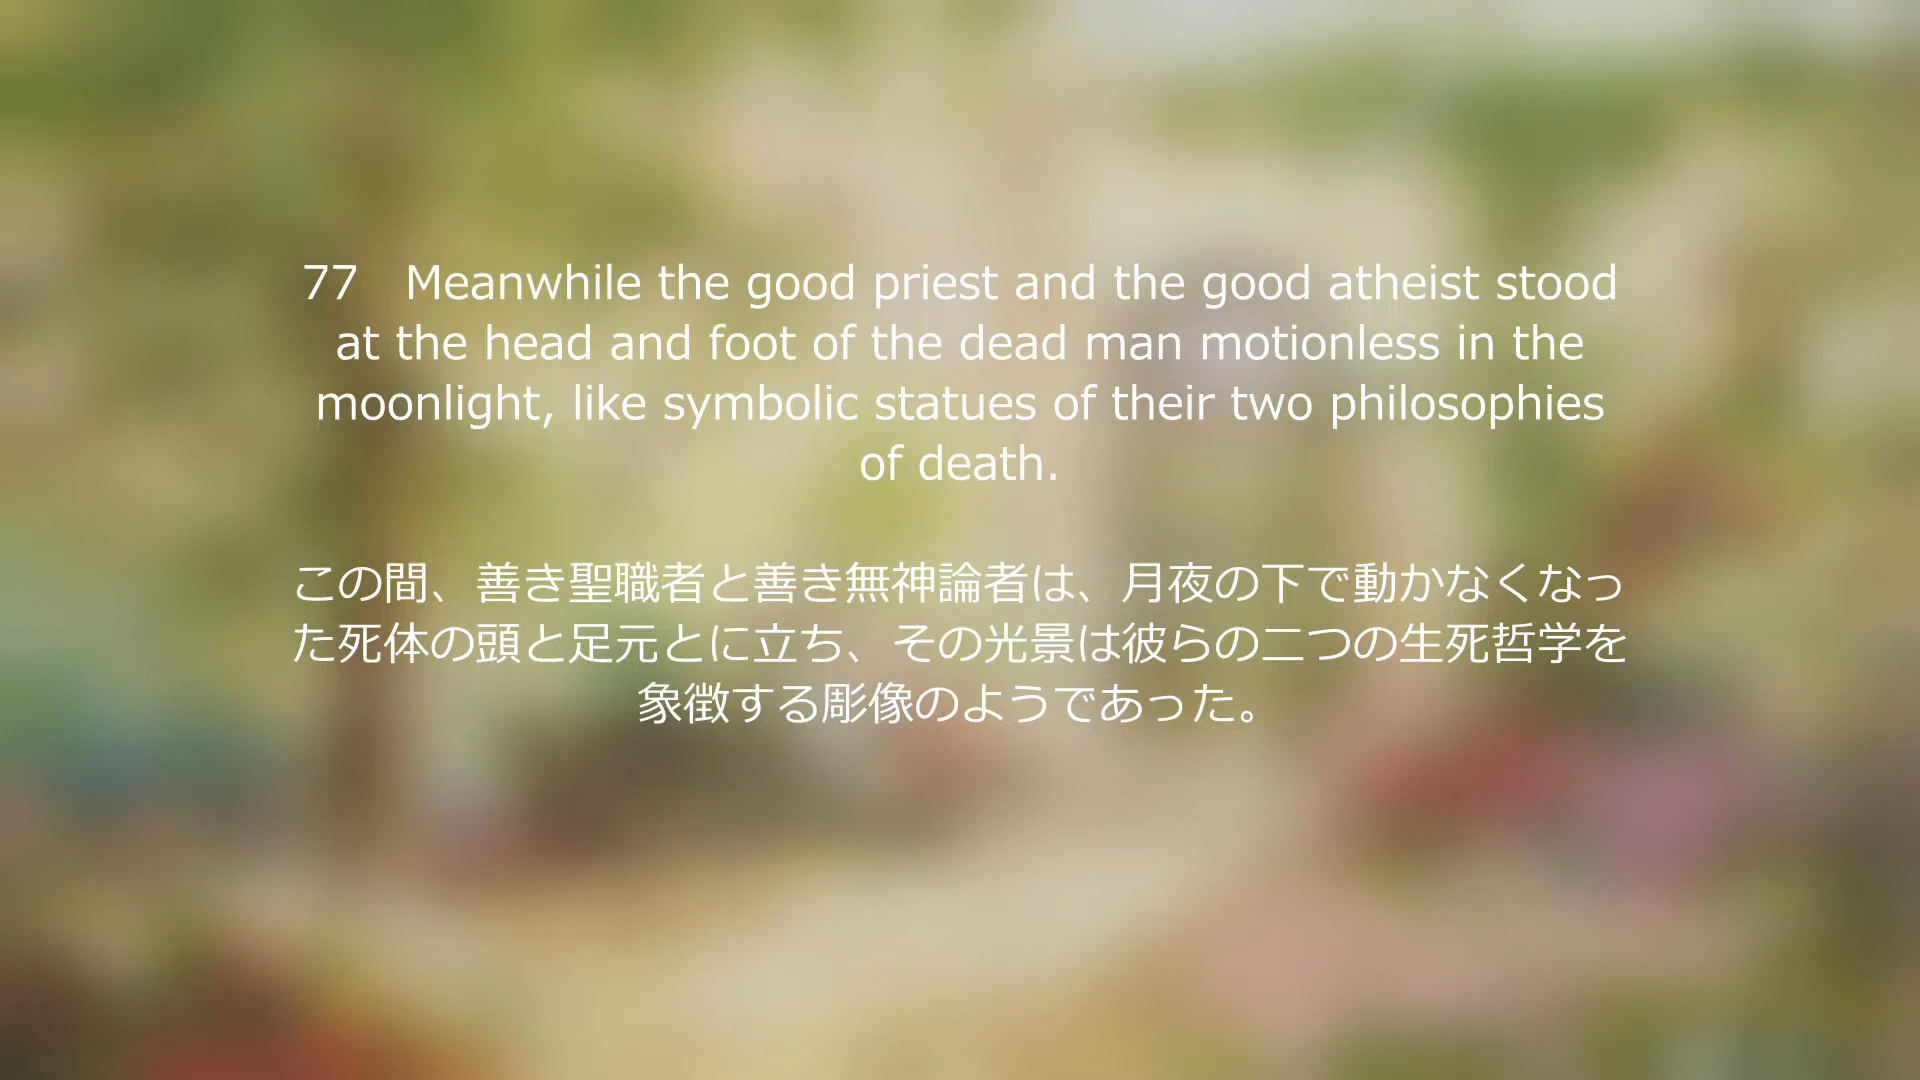 77　Meanwhile the good priest and the good atheist stood
at the head and foot of the dead man motionless in the
moonlight, like symbolic statues of their two philosophies
of death.
この間、善き聖職者と善き無神論者は、月夜の下で動かなくなっ
た死体の頭と足元とに立ち、その光景は彼らの二つの生死哲学を
象徴する彫像のようであった。